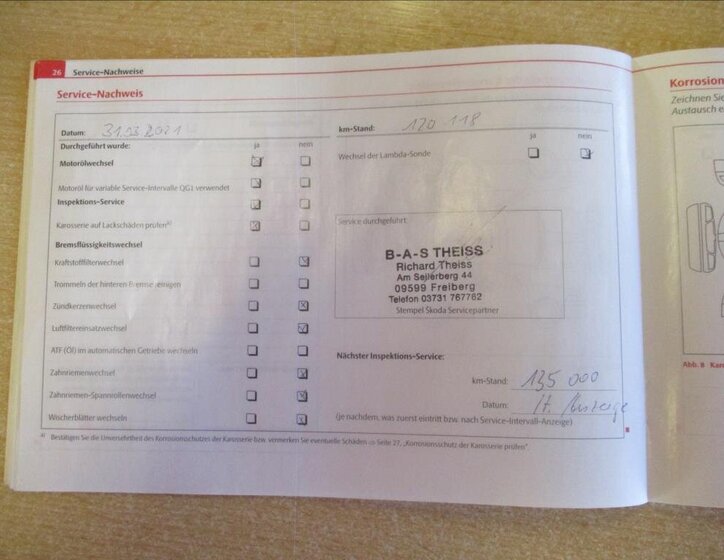 26 Service-Nachweise
Service-Nachweis
Datum: 31.03.2021
Durchgeführt wurde: ja nein
Motorölwechsel
Motoröl für variable Service-Intervalle QG1 verwendet
Inspektions-Service
Karosserie auf Lackschäden prüfen a)
Bremsflüssigkeitswechsel
Kraftstofffilterwechsel
Trommeln der hinteren Bremse reinigen
Zündkerzenwechsel
Luftfiltereinsatzwechsel
ATF (Öl) im automatischen Getriebe wechseln
Zahnriemenwechsel
Zahnriemen-Spannrollenwechsel
Wischerblätter wechseln
km-Stand: 120 118
ja nein
Wechsel der Lambda-Sonde
Service durchgeführt
B-A-S THEISS
Richard Theiss
Am Seilerberg 44
09599 Freiberg
Telefon 03731 767762
Stempel Škoda Servicepartner
Nächster Inspektions-Service:
km-Stand: 135 000
Datum: lt. Anzeige
(je nachdem, was zuerst eintritt bzw. nach Service-Intervall-Anzeige)
a) Bestätigen Sie die Unversehrtheit des Korrosionsschutzes der Karosserie bzw. vermerken Sie eventuelle Schäden ⇒ Seite 27, „Korrosionsschutz der Karosserie prüfen".
Korrosion
Zeichnen Sie
Austausch e
Abb. 8 Karo